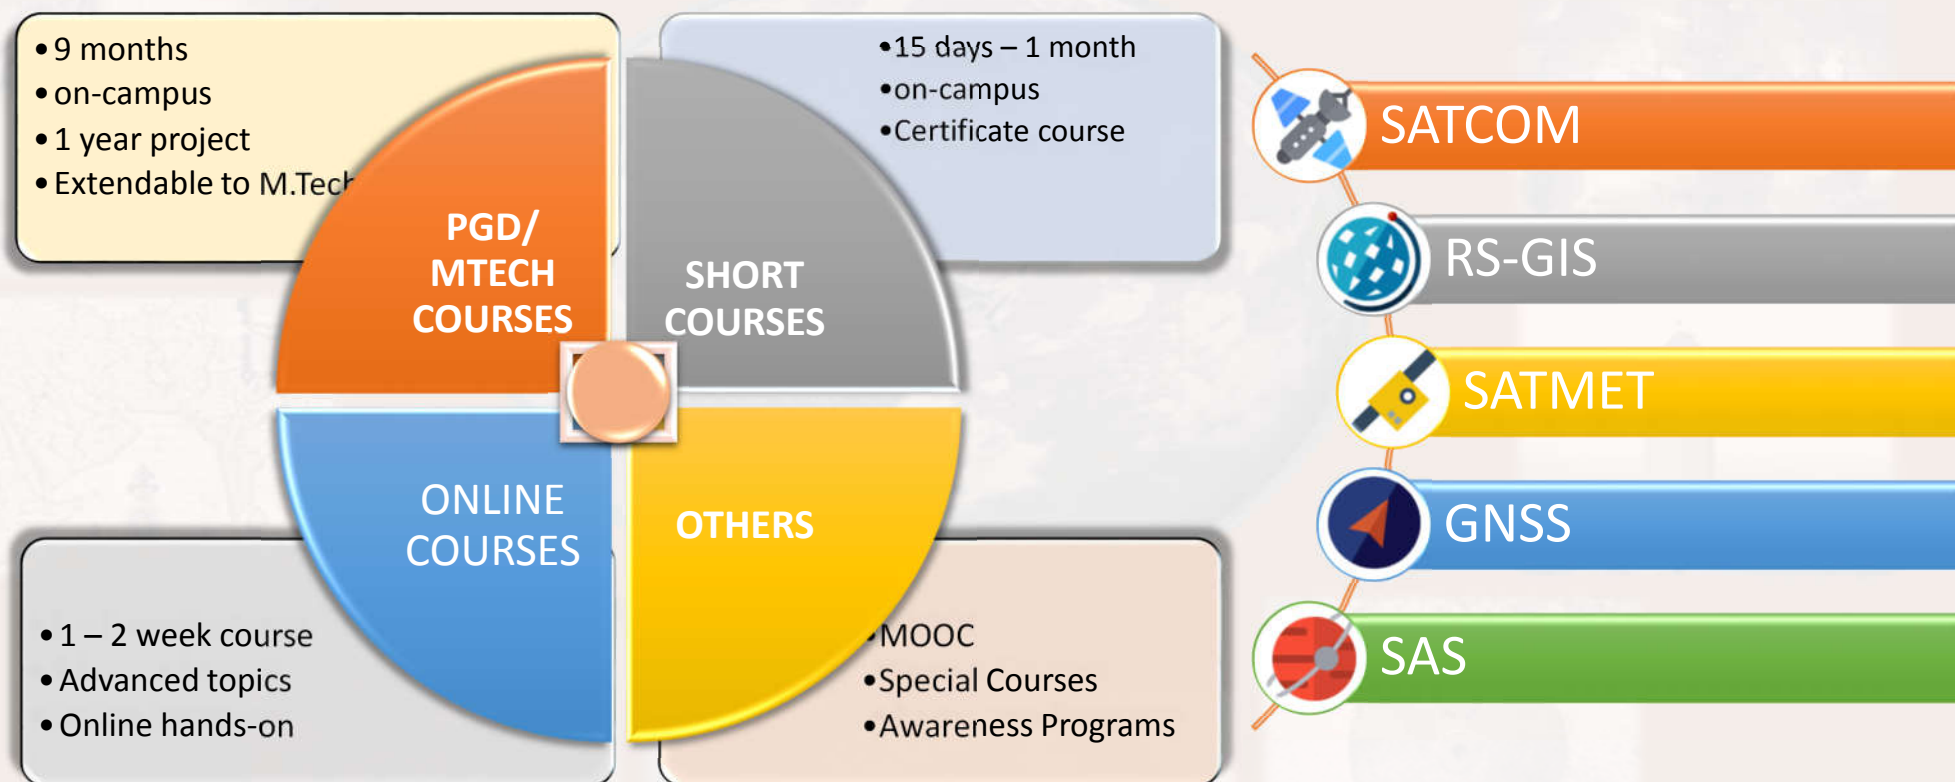 • 9 months
• on-campus
• 1 year project
• Extendable to M.Tech
PGD/
MTECH
COURSES
•15 days – 1 month
•on-campus
•Certificate course
SHORT
COURSES
ONLINE
COURSES
• 1 – 2 week course
• Advanced topics
• Online hands-on
OTHERS
•MOOC
•Special Courses
•Awareness Programs
SATCOM
RS-GIS
SATMET
GNSS
SAS